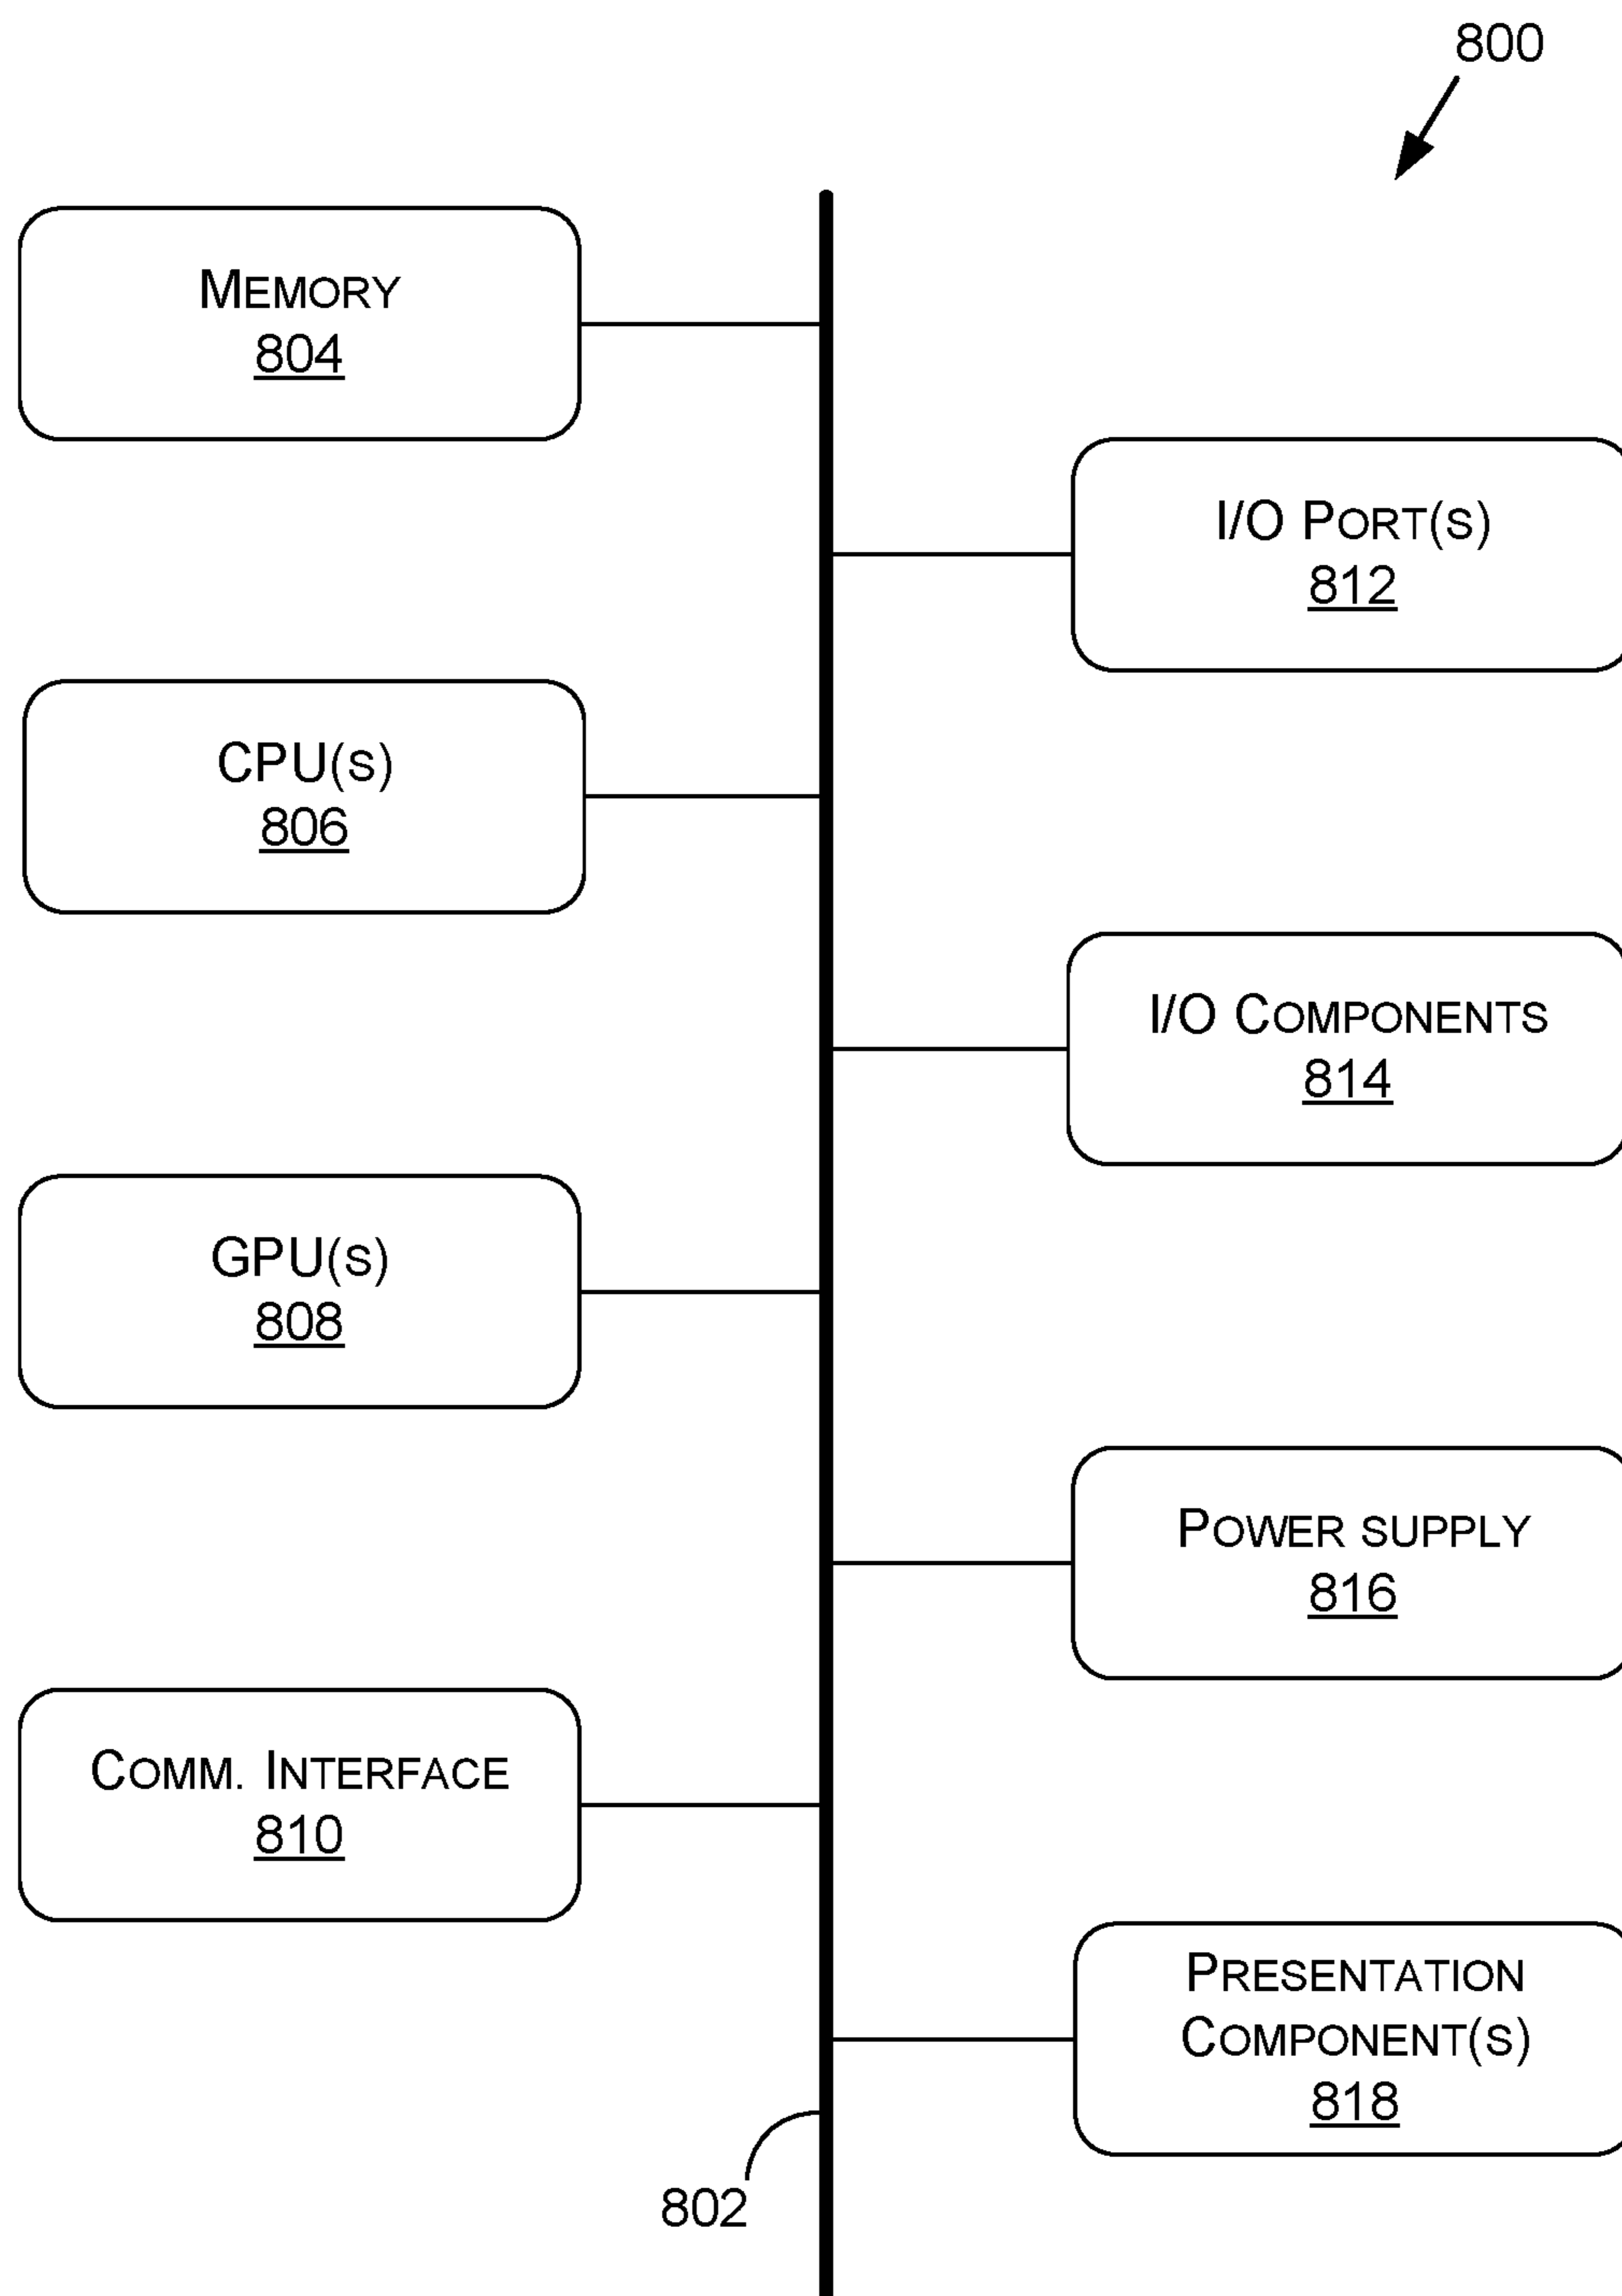 800
MEMORY
804
I/O PORT(S)
812
CPU(S)
806
I/O COMPONENTS
814
GPU(S)
808
POWER SUPPLY
816
COMM. INTERFACE
810
PRESENTATION
COMPONENT(S)
818
802